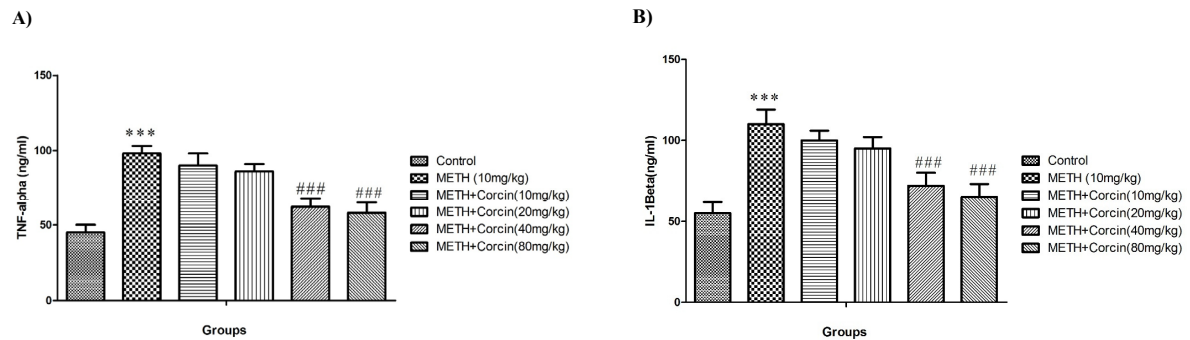 A)
150
100
50
0
TNF-alpha (ng/ml)
***
###
###
Groups
Control
METH (10mg/kg)
METH+Corcin(10mg/kg)
METH+Corcin(20mg/kg)
METH+Corcin(40mg/kg)
METH+Corcin(80mg/kg)
B)
150
100
50
0
IL-1Beta(ng/ml)
***
###
###
Groups
Control
METH (10mg/kg)
METH+Corcin(10mg/kg)
METH+Corcin(20mg/kg)
METH+Corcin(40mg/kg)
METH+Corcin(80mg/kg)